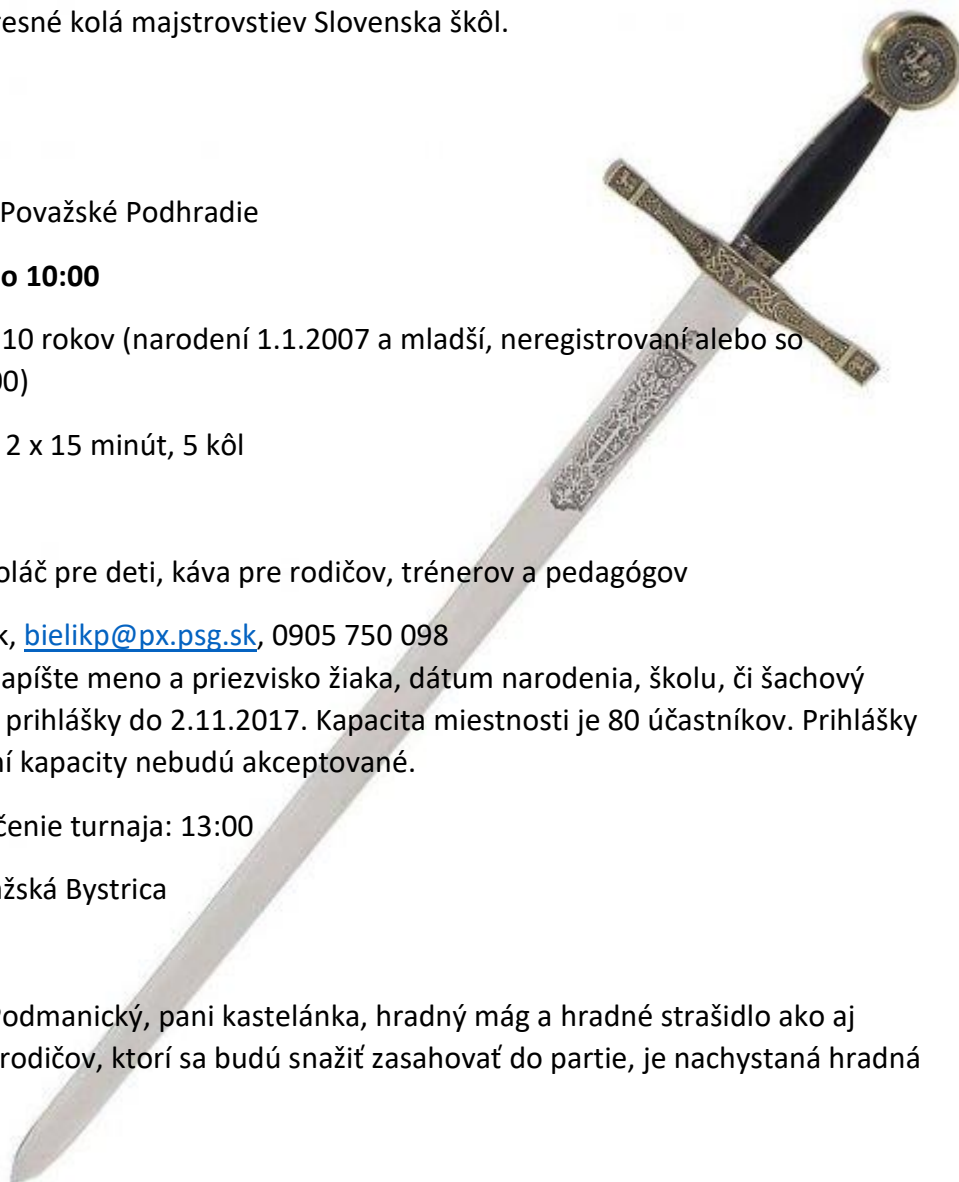 esné kolá majstrovstiev Slovenska škôl.
Považské Podhradie
o 10:00
10 rokov (narodení 1.1.2007 a mladší, neregistrovaní alebo so
00)
2 x 15 minút, 5 kôl
oláč pre deti, káva pre rodičov, trénerov a pedagógov
k, bielikp@px.psg.sk, 0905 750 098
apíšte meno a priezvisko žiaka, dátum narodenia, školu, či šachový
prihlášky do 2.11.2017. Kapacita miestnosti je 80 účastníkov. Prihlášky
ní kapacity nebudú akceptované.
čenie turnaja: 13:00
žská Bystrica
Podmanický, pani kastelánka, hradný mág a hradné strašidlo ako aj
rodičov, ktorí sa budú snažiť zasahovať do partie, je nachystaná hradná